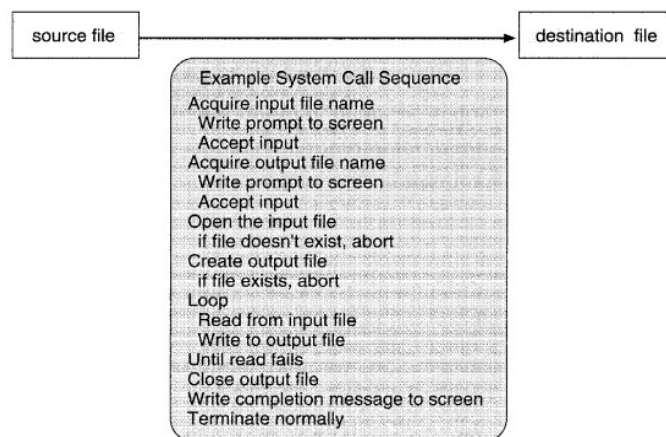 source file
destination file
Example System Call Sequence
Acquire input file name
Write prompt to screen
Accept input
Acquire output file name
Write prompt to screen
Accept input
Open the input file
if file doesn't exist, abort
Create output file
if file exists, abort
Loop
Read from input file
Write to output file
Until read fails
Close output file
Write completion message to screen
Terminate normally